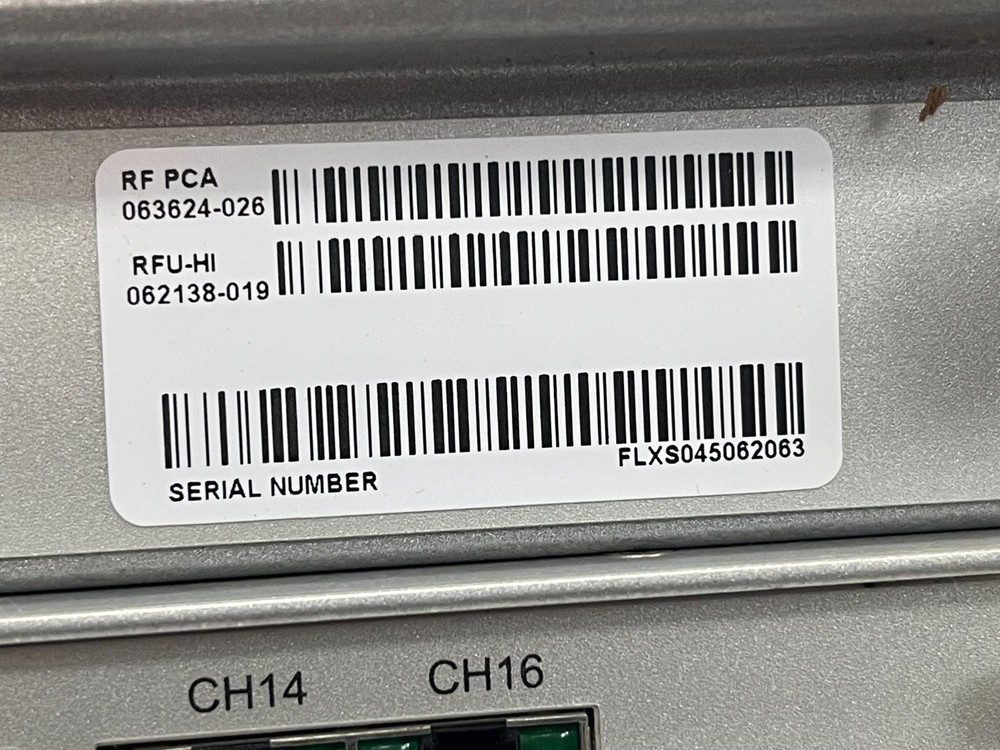 RF PCA
063624-026
RFU-HI
062138-019
SERIAL NUMBER FLXS045062063
CH14 CH16